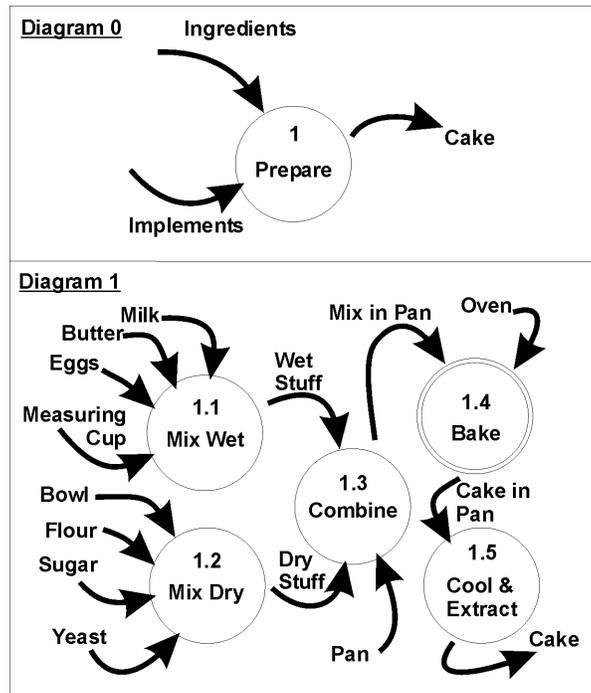 Diagram 0
Ingredients
1
Prepare
Cake
Implements
Diagram 1
Milk
Butter
Eggs
Measuring
Cup
1.1
Mix Wet
Wet
Stuff
Mix in Pan
Oven
1.4
Bake
Bowl
Flour
Sugar
Yeast
1.2
Mix Dry
Dry
Stuff
1.3
Combine
Pan
Cake in
Pan
1.5
Cool &
Extract
Cake